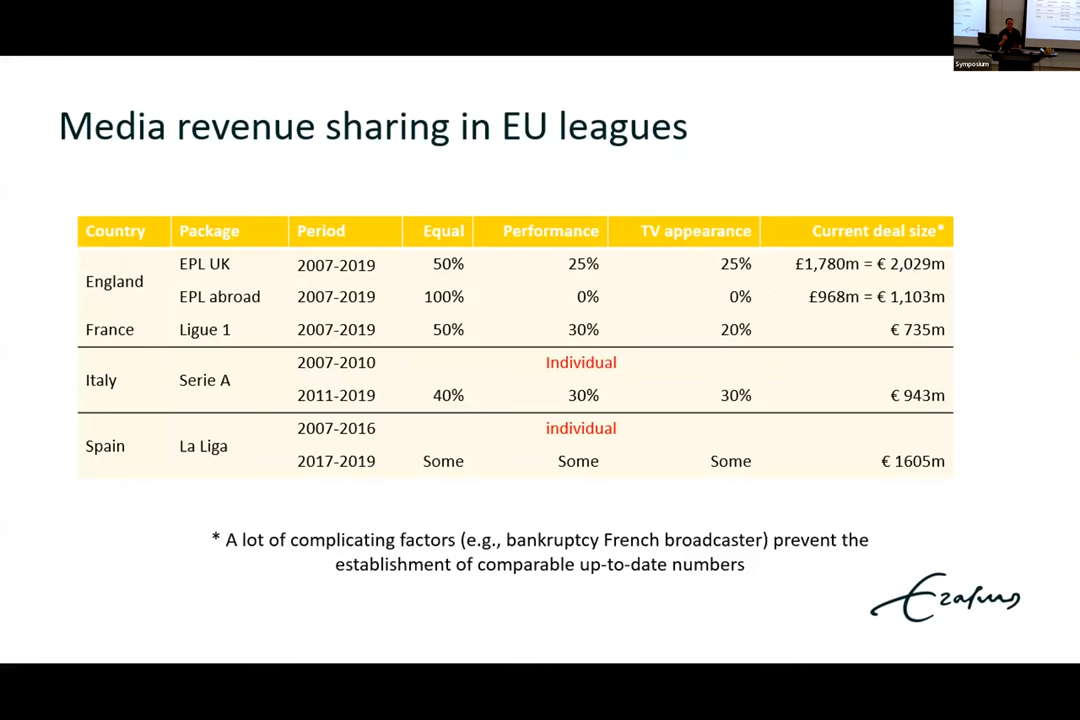 Symposium
Media revenue sharing in EU leagues
Country Package Period Equal Performance TV appearance Current deal size*
England EPL UK 2007-2019 50% 25% 25% £1,780m = € 2,029m
EPL abroad 2007-2019 100% 0% 0% £968m = € 1,103m
France Ligue 1 2007-2019 50% 30% 20% € 735m
Italy Serie A 2007-2010 Individual
2011-2019 40% 30% 30% € 943m
Spain La Liga 2007-2016 individual
2017-2019 Some Some Some € 1605m
* A lot of complicating factors (e.g., bankruptcy French broadcaster) prevent the
establishment of comparable up-to-date numbers
Erasmus